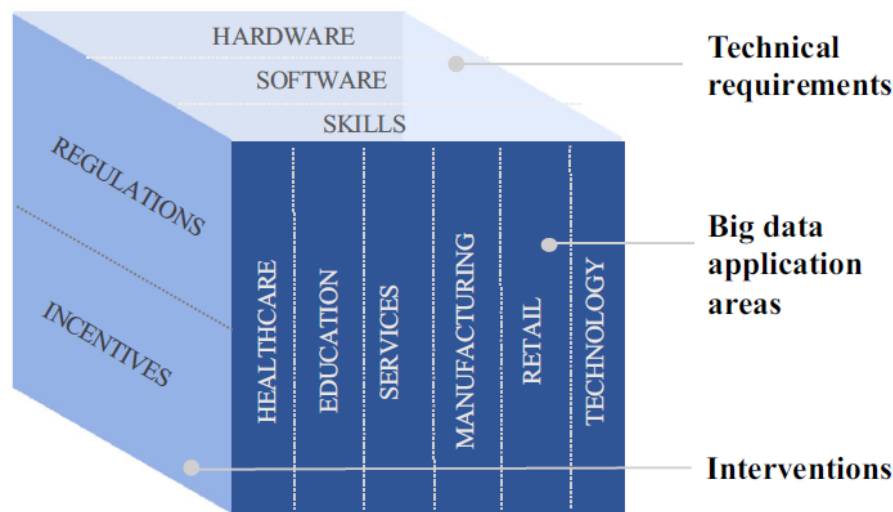 HARDWARE
SOFTWARE
SKILLS
Technical
requirements
REGULATIONS
INCENTIVES
HEALTHCARE
EDUCATION
SERVICES
MANUFACTURING
RETAIL
TECHNOLOGY
Big data
application
areas
Interventions